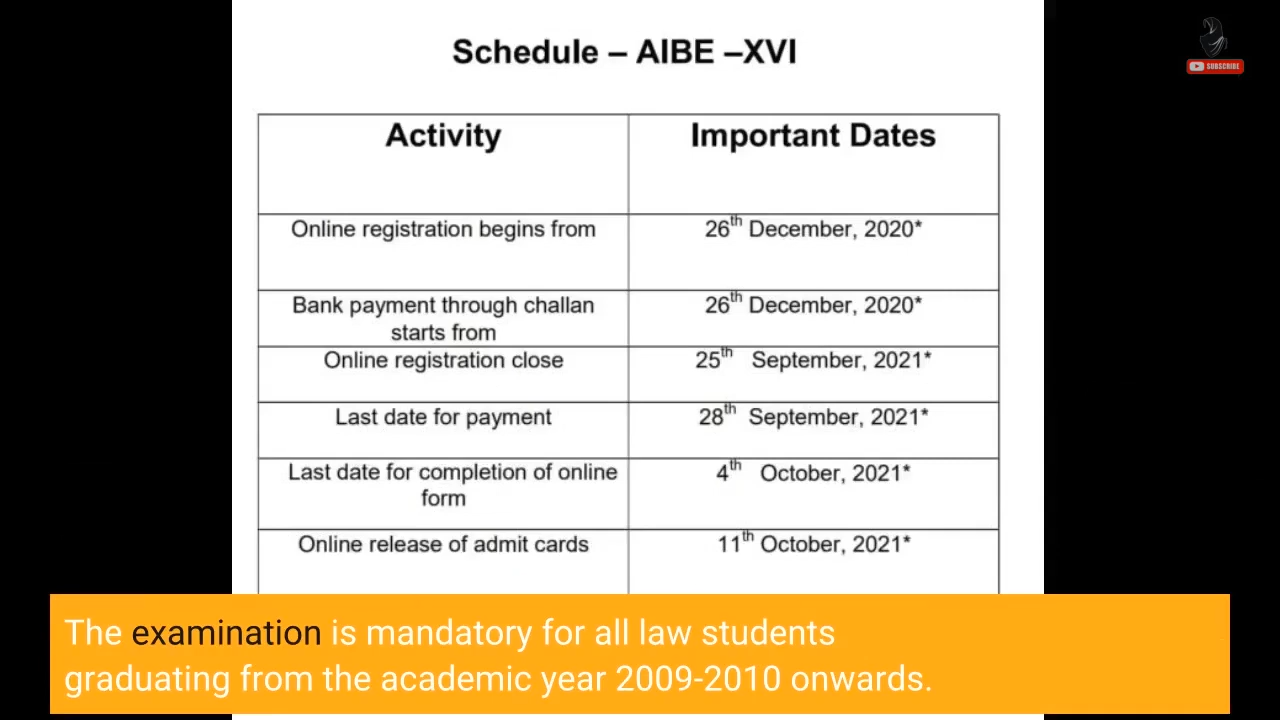 Schedule – AIBE –XVI
SUBSCRIBE
Activity
Important Dates
Online registration begins from
26th December, 2020*
Bank payment through challan
starts from
26th December, 2020*
Online registration close
25th September, 2021*
Last date for payment
28th September, 2021*
Last date for completion of online
form
4th October, 2021*
Online release of admit cards
11th October, 2021*
The examination is mandatory for all law students
graduating from the academic year 2009-2010 onwards.